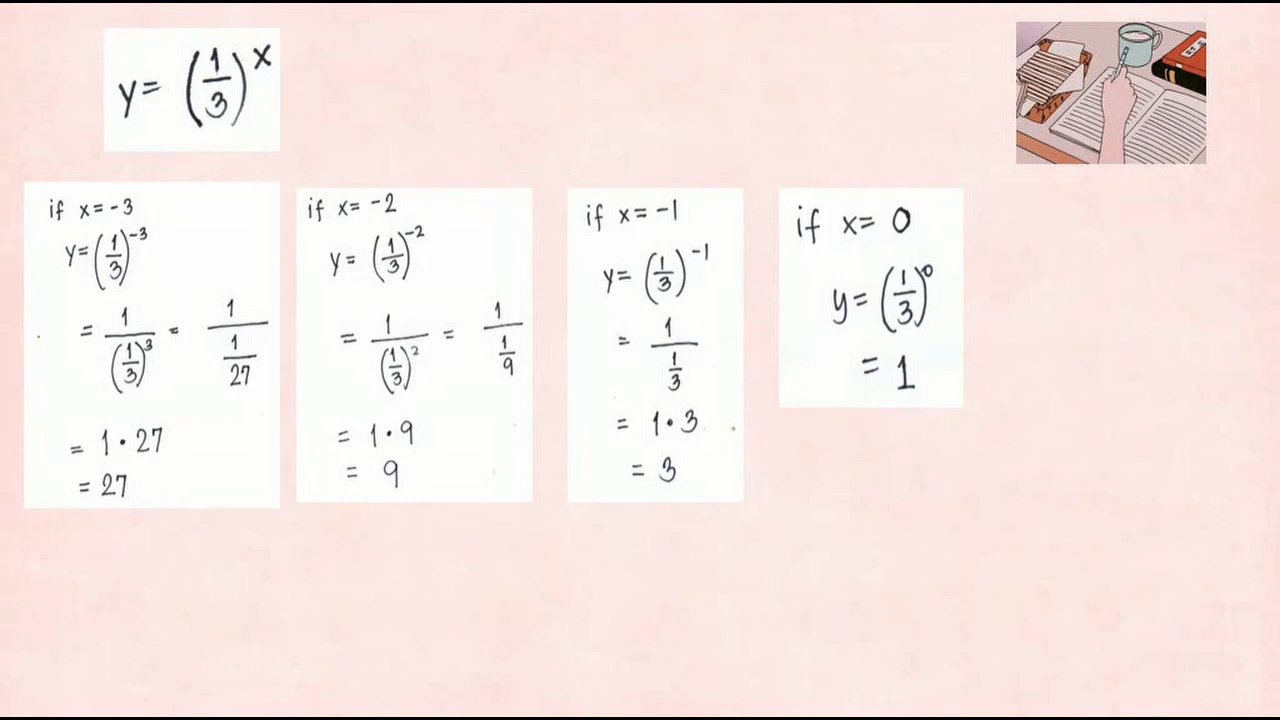 y = (1/3)^x
if x = -3
y = (1/3)^-3
= 1/(1/3)^3 = 1/(1/27)
= 1 · 27
= 27
if x = -2
y = (1/3)^-2
= 1/(1/3)^2 = 1/(1/9)
= 1 · 9
= 9
if x = -1
y = (1/3)^-1
= 1/(1/3)
= 1 · 3
= 3
if x = 0
y = (1/3)^0
= 1